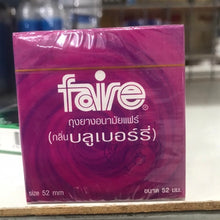 faire®
ถุงยางอนามัยแฟร์
(กลิ่นบลูเบอร์รี่)
size 52 mm ขนาด 52 มม.